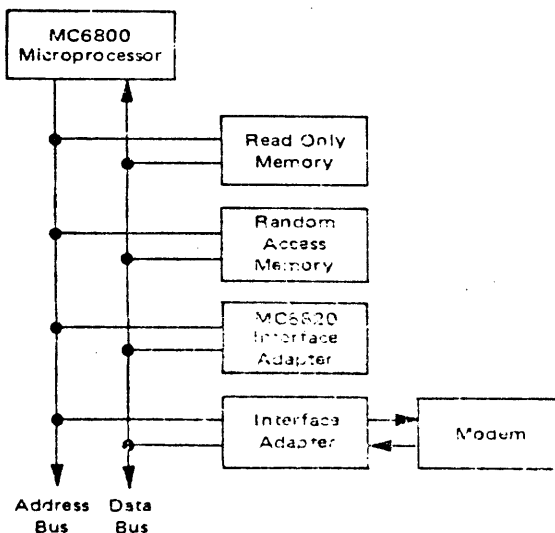 MC6800
Microprocessor
Read Only
Memory
Random
Access
Memory
MC6820
Interface
Adapter
Interface
Adapter
Modem
Address
Bus
Data
Bus